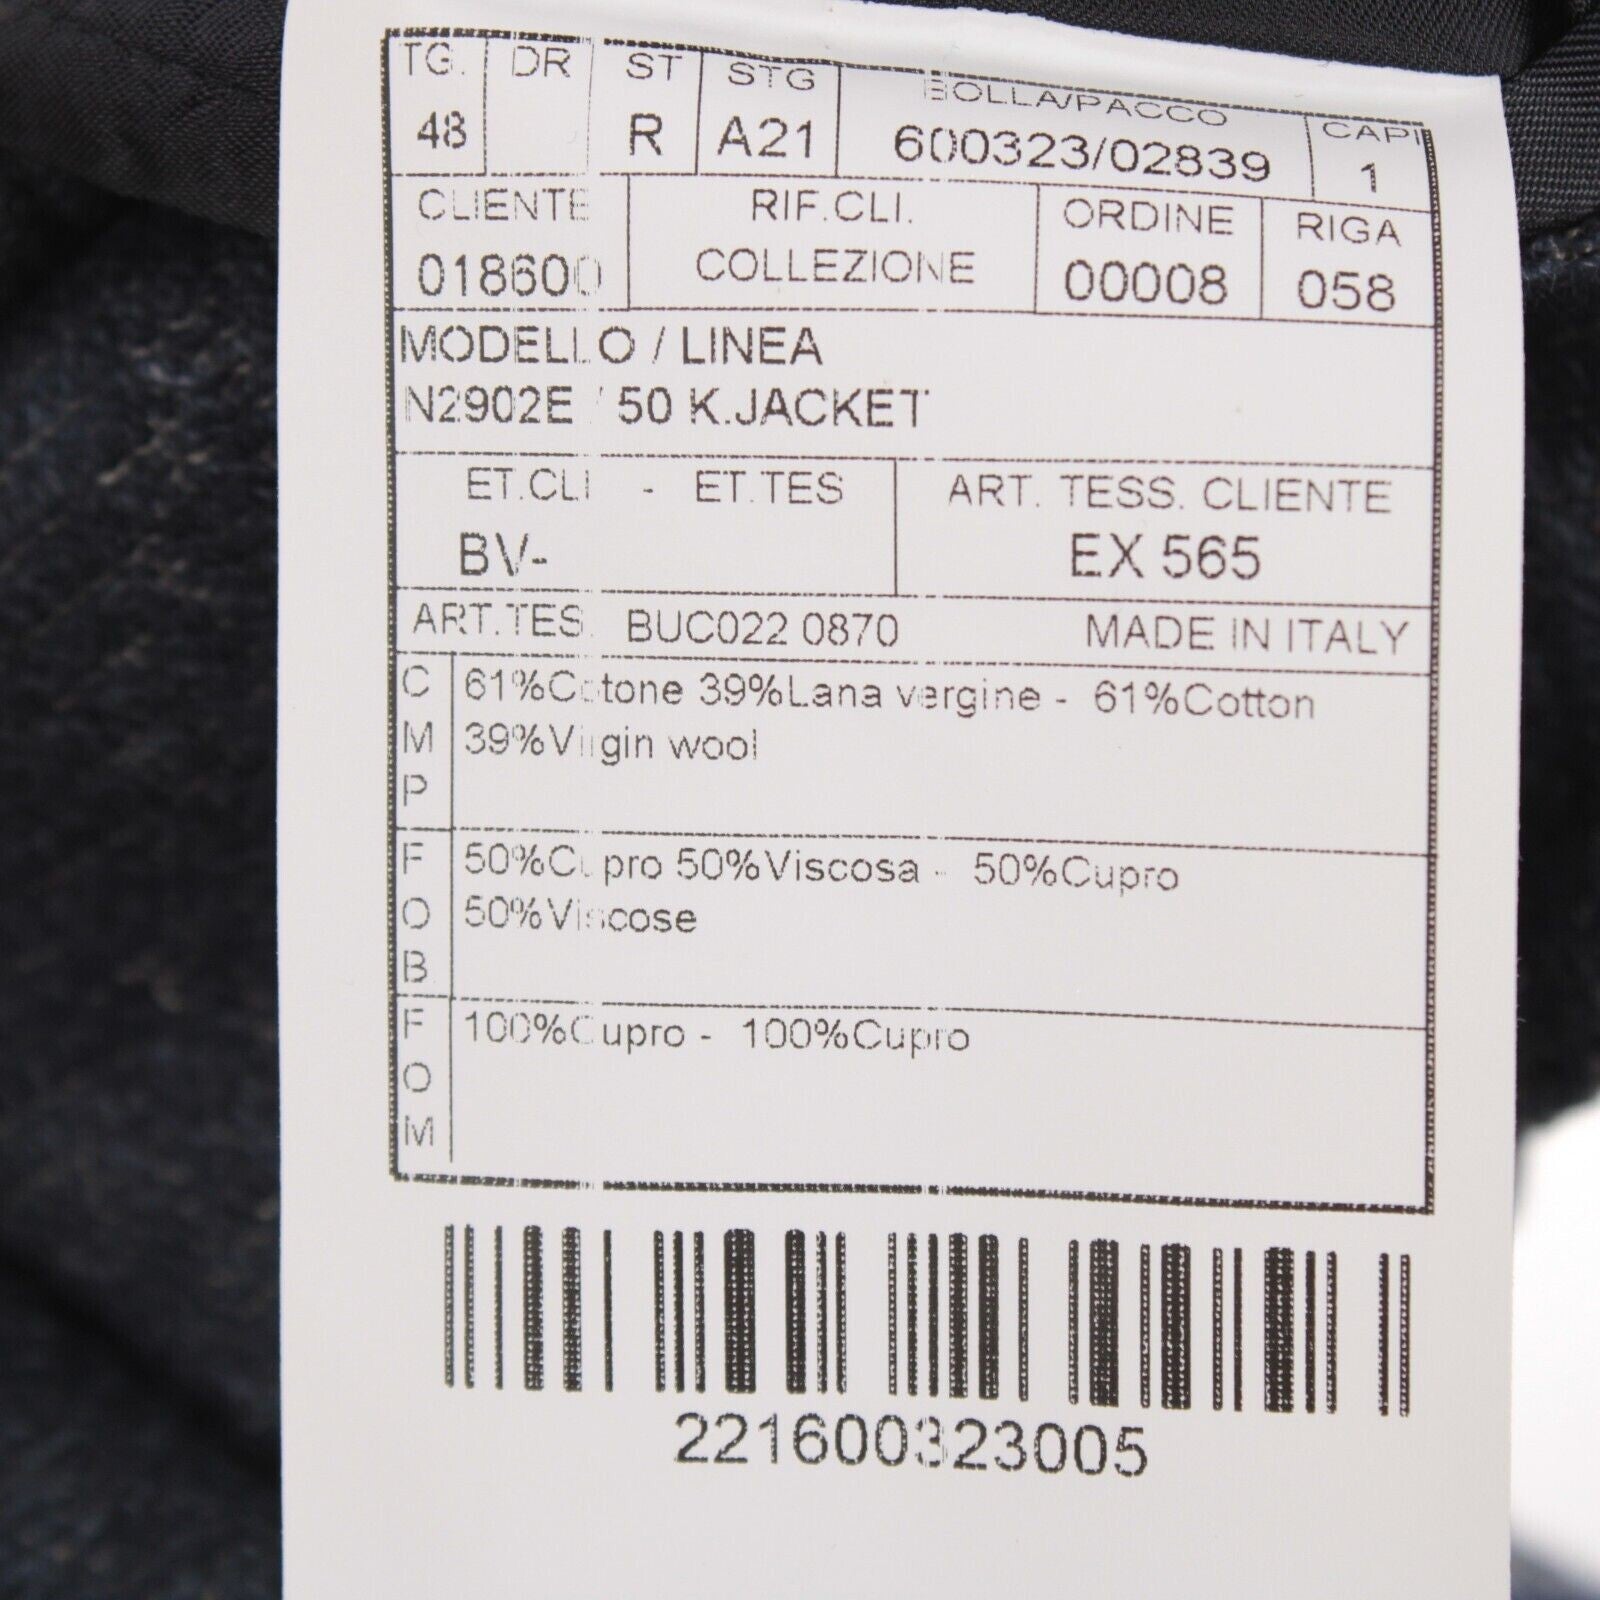 TG. DR ST STG BOLLA/PACCO CAPI
48 R A21 600323/02839 1
CLIENTE RIF.CLI. ORDINE RIGA
018600 COLLEZIONE 00008 058
MODELLO / LINEA
N2902E / 50 K.JACKET
ET.CLI - ET.TES ART. TESS. CLIENTE
BV- EX 565
ART.TES. BUC022 0870 MADE IN ITALY
CMP
61%Cotone 39%Lana vergine - 61%Cotton
39%Virgin wool
FOB
50%Cupro 50%Viscosa - 50%Cupro
50%Viscose
FOM
100%Cupro - 100%Cupro
221600323005